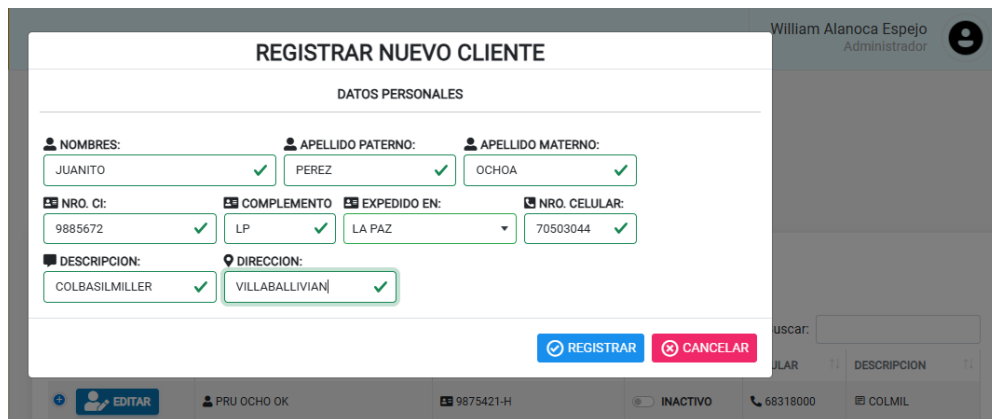 William Alanoca Espejo
Administrador
REGISTRAR NUEVO CLIENTE
DATOS PERSONALES
NOMBRES: APELLIDO PATERNO: APELLIDO MATERNO:
JUANITO PEREZ OCHOA
NRO. CI: COMPLEMENTO EXPEDIDO EN: NRO. CELULAR:
9885672 LP LA PAZ 70503044
DESCRIPCION: DIRECCION:
COLBASILMILLER VILLABALLIVIAN
uscar:
REGISTRAR CANCELAR
ULAR DESCRIPCION
EDITAR PRU OCHO OK 9875421-H INACTIVO 68318000 COLMIL